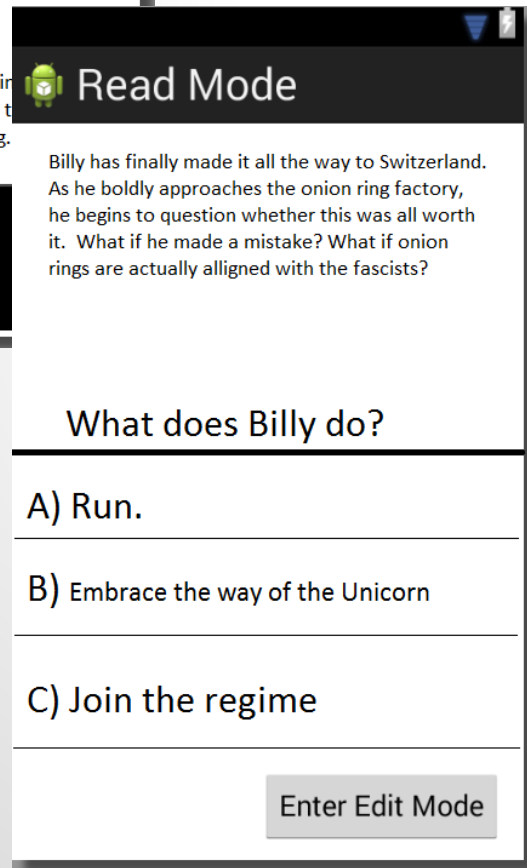 Read Mode
Billy has finally made it all the way to Switzerland.
As he boldly approaches the onion ring factory,
he begins to question whether this was all worth
it.  What if he made a mistake? What if onion
rings are actually alligned with the fascists?
What does Billy do?
A) Run.
B) Embrace the way of the Unicorn
C) Join the regime
Enter Edit Mode